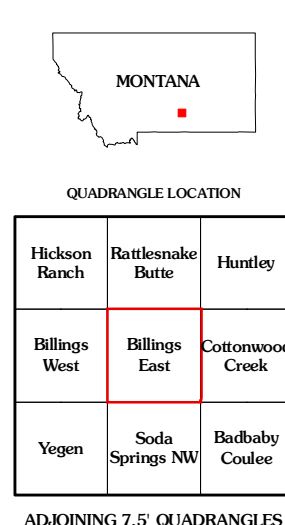 MONTANA
QUADRANGLE LOCATION
Hickson Ranch
Rattlesnake Butte
Huntley
Billings West
Billings East
Cottonwood Creek
Yegen
Soda Springs NW
Badbaby Coulee
ADJOINING 7.5' QUADRANGLES